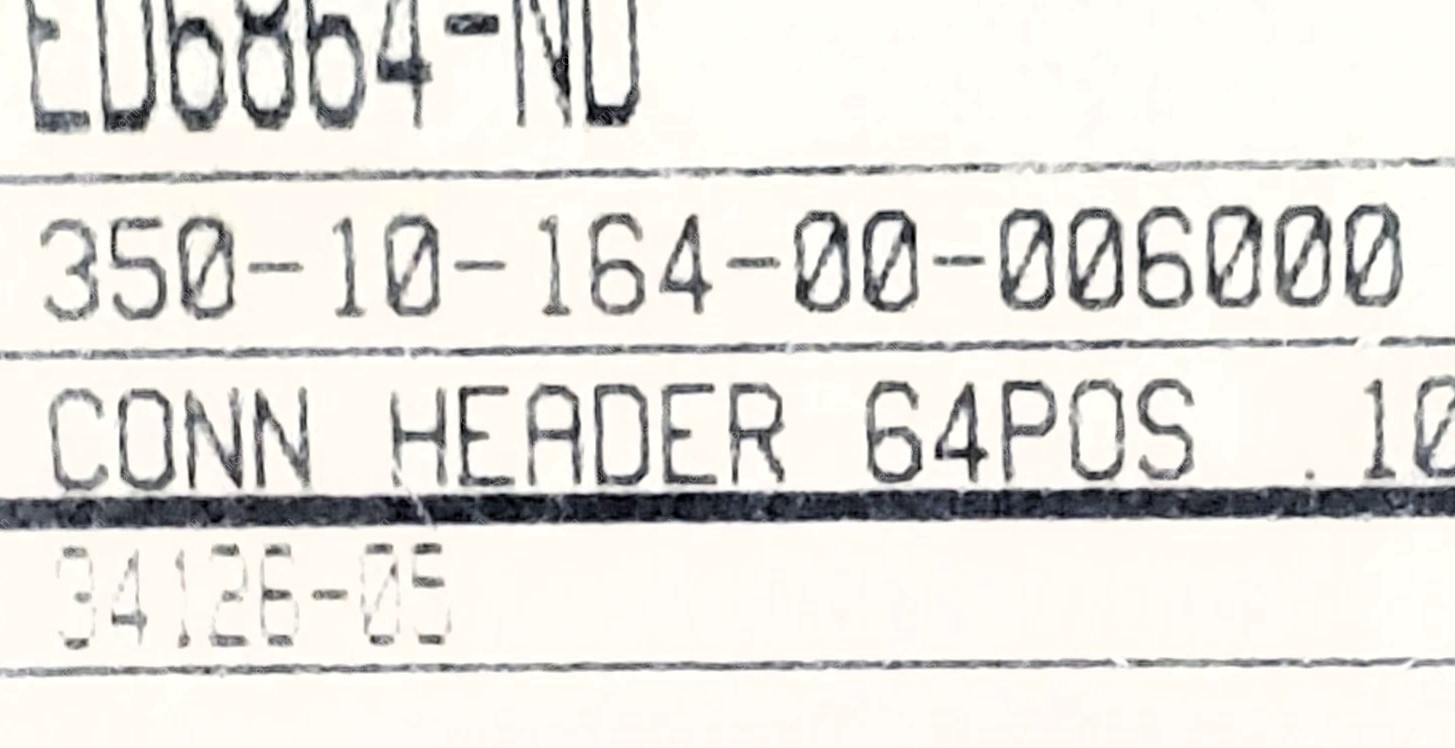 ED6864-ND
350-10-164-00-006000
CONN HEADER 64POS .10
34126-05